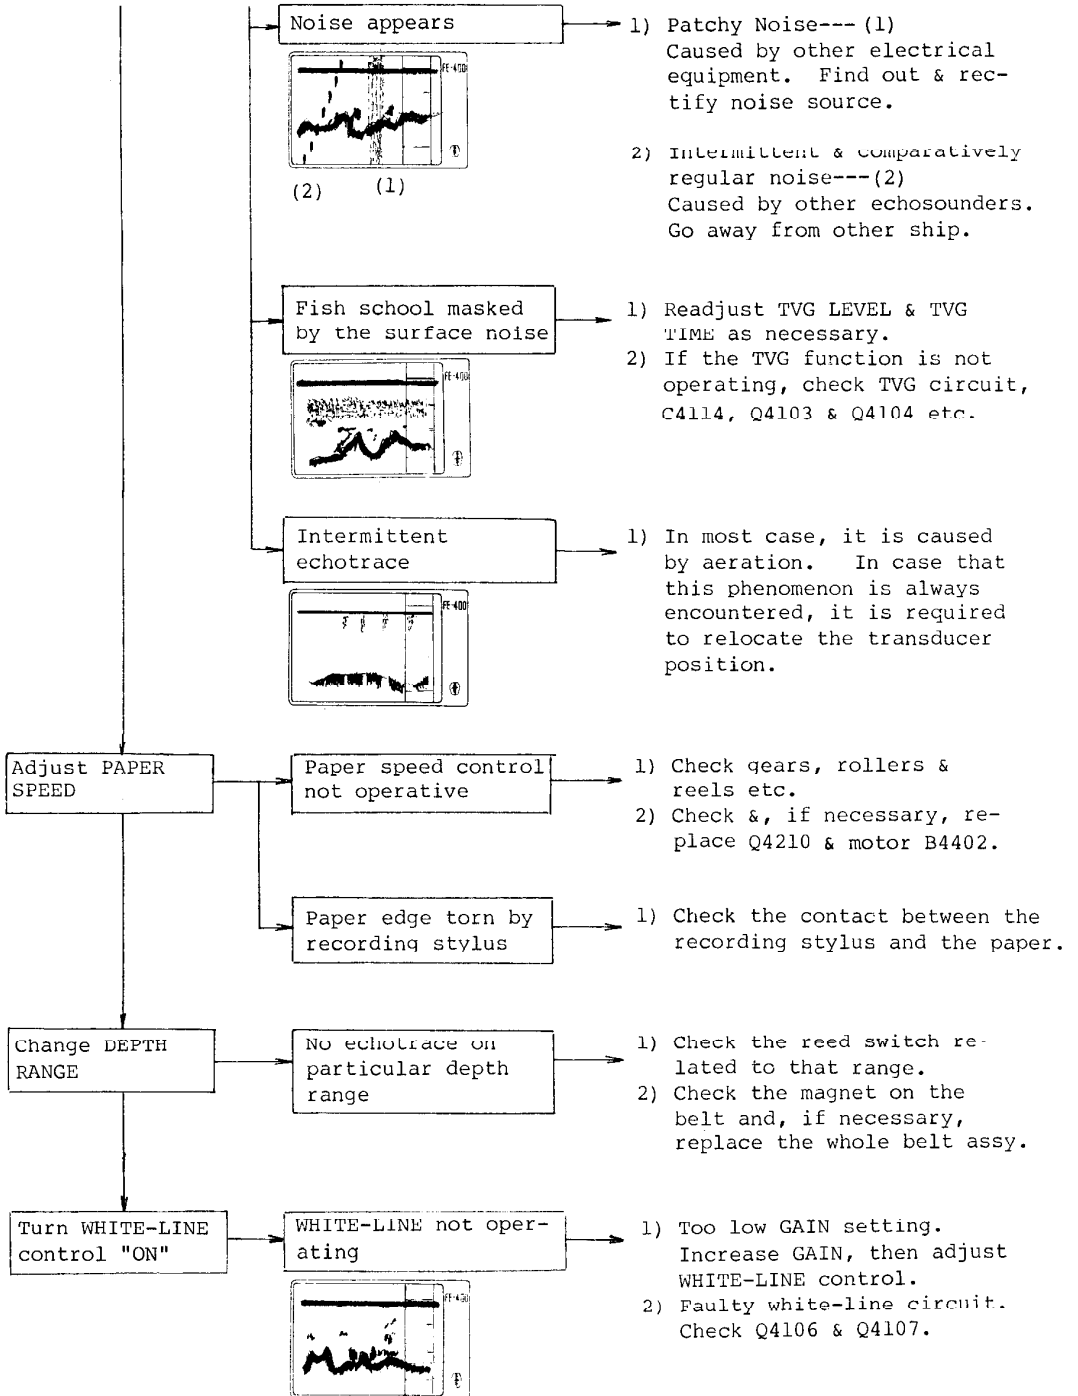 Noise appears
1) Patchy Noise--- (1)
Caused by other electrical
equipment. Find out & rec-
tify noise source.
FE-400
(2) (1)
2) Intermittent & comparatively
regular noise---(2)
Caused by other echosounders.
Go away from other ship.
Fish school masked
by the surface noise
1) Readjust TVG LEVEL & TVG
TIME as necessary.
2) If the TVG function is not
operating, check TVG circuit,
C4114, Q4103 & Q4104 etc.
FE-400
Intermittent
echotrace
1) In most case, it is caused
by aeration. In case that
this phenomenon is always
encountered, it is required
to relocate the transducer
position.
FE-400
Adjust PAPER
SPEED
Paper speed control
not operative
1) Check gears, rollers &
reels etc.
2) Check &, if necessary, re-
place Q4210 & motor B4402.
Paper edge torn by
recording stylus
1) Check the contact between the
recording stylus and the paper.
Change DEPTH
RANGE
No echotrace on
particular depth
range
1) Check the reed switch re-
lated to that range.
2) Check the magnet on the
belt and, if necessary,
replace the whole belt assy.
Turn WHITE-LINE
control "ON"
WHITE-LINE not oper-
ating
1) Too low GAIN setting.
Increase GAIN, then adjust
WHITE-LINE control.
2) Faulty white-line circuit.
Check Q4106 & Q4107.
FE-400